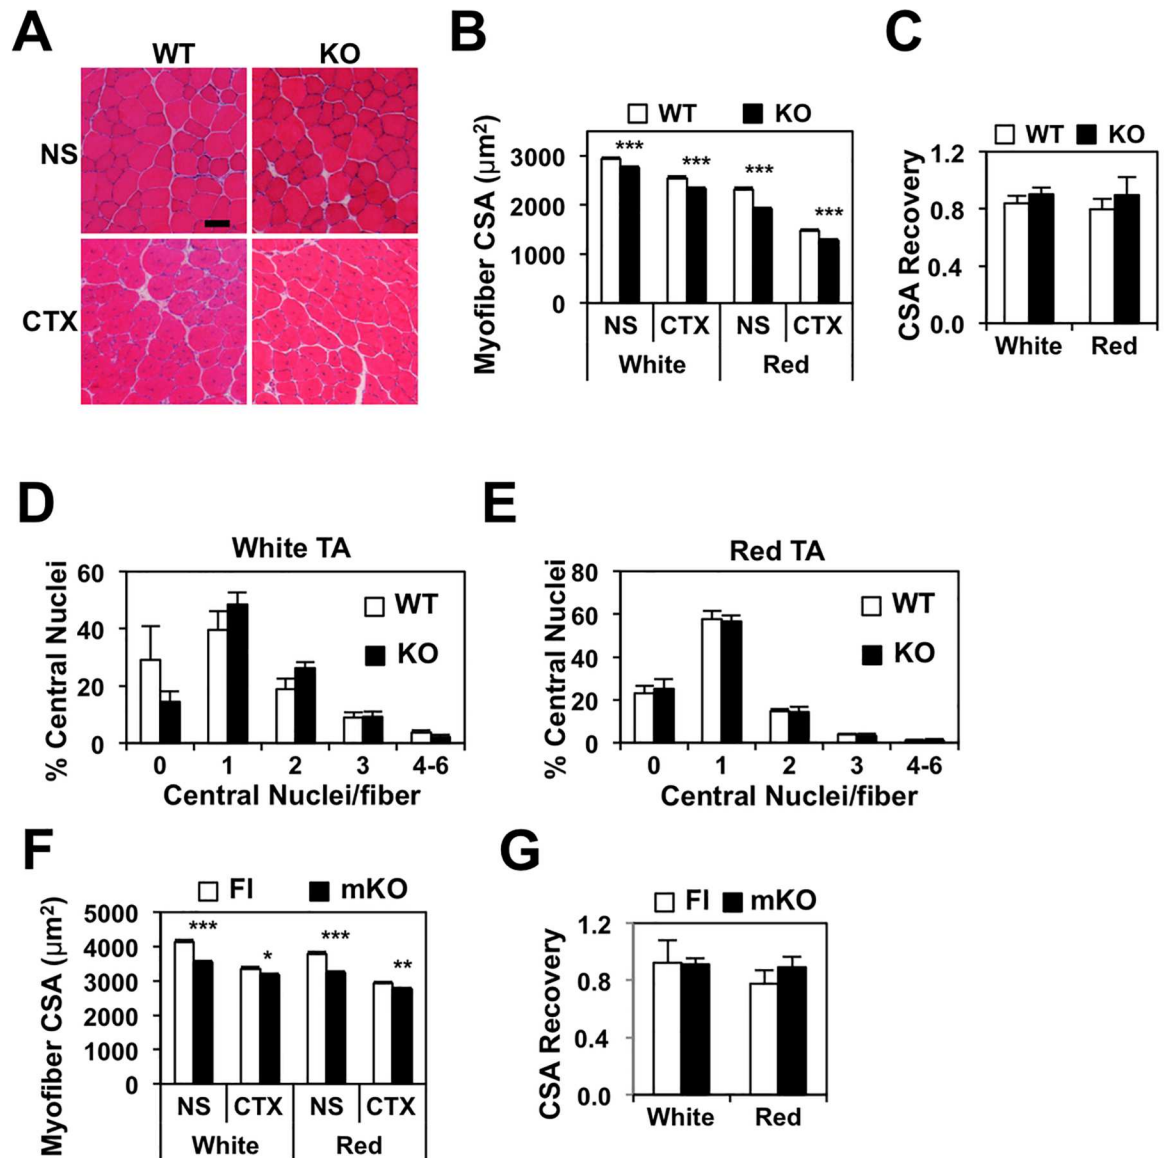 A
WT KO
NS
CTX
B
WT KO
Myofiber CSA (μm²)
3000
2000
1000
0
*** *** *** ***
NS CTX NS CTX
White Red
C
WT KO
CSA Recovery
1.2
0.8
0.4
0.0
White Red
D
White TA
% Central Nuclei
60
40
20
0
WT
KO
0 1 2 3 4-6
Central Nuclei/fiber
E
Red TA
% Central Nuclei
80
60
40
20
0
WT
KO
0 1 2 3 4-6
Central Nuclei/fiber
F
Fl mKO
Myofiber CSA (μm²)
5000
4000
3000
2000
1000
0
*** * *** **
NS CTX NS CTX
White Red
G
Fl mKO
CSA Recovery
1.2
0.8
0.4
0.0
White Red